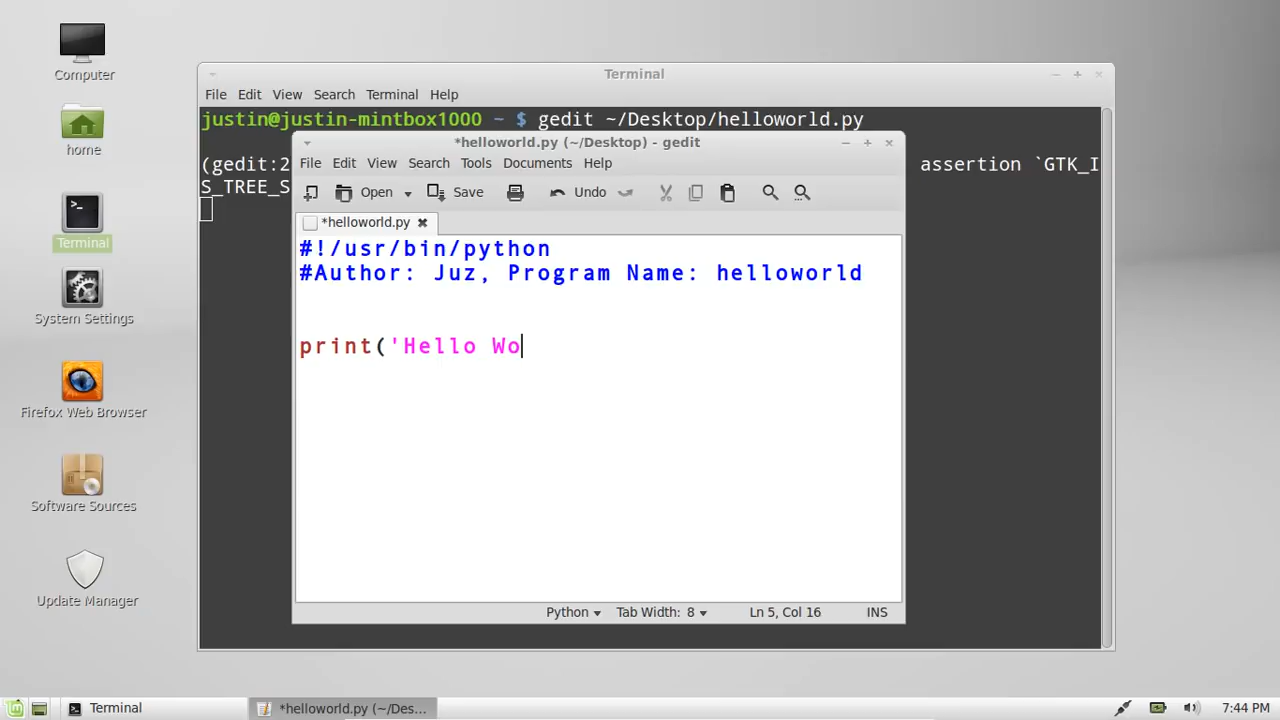 Computer
home
Terminal
System Settings
Firefox Web Browser
Software Sources
Update Manager
Terminal
File Edit View Search Terminal Help
justin@justin-mintbox1000 ~ $ gedit ~/Desktop/helloworld.py
(gedit:2 assertion `GTK_I
S_TREE_S
*helloworld.py (~/Desktop) - gedit
File Edit View Search Tools Documents Help
Open Save Undo
*helloworld.py
#!/usr/bin/python
#Author: Juz, Program Name: helloworld
print('Hello Wo
Python Tab Width: 8 Ln 5, Col 16 INS
Terminal *helloworld.py (~/Des... 7:44 PM